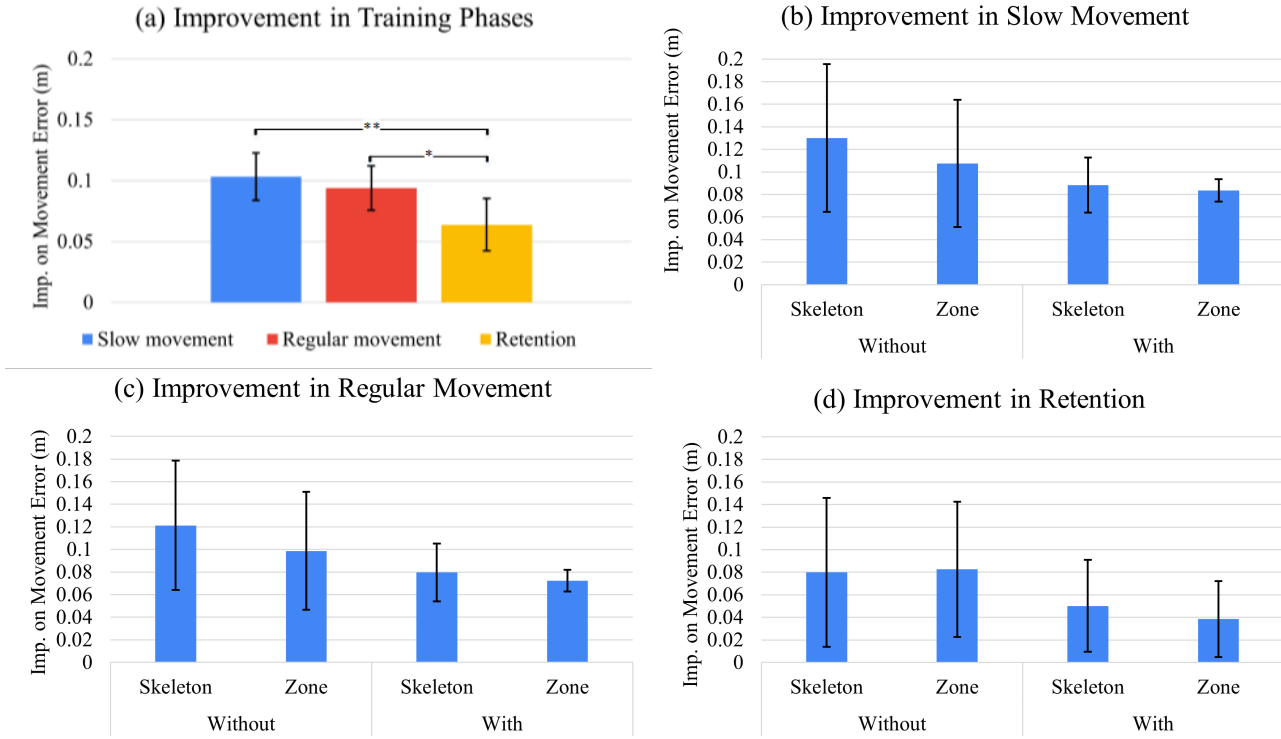 (a) Improvement in Training Phases
Imp. on Movement Error (m)
0.2
0.15
0.1
0.05
0
**
*
Slow movement Regular movement Retention
(b) Improvement in Slow Movement
Imp. on Movement Error (m)
0.2
0.18
0.16
0.14
0.12
0.1
0.08
0.06
0.04
0.02
0
Skeleton Zone Skeleton Zone
Without With
(c) Improvement in Regular Movement
Imp. on Movement Error (m)
0.2
0.18
0.16
0.14
0.12
0.1
0.08
0.06
0.04
0.02
0
Skeleton Zone Skeleton Zone
Without With
(d) Improvement in Retention
Imp. on Movement Error (m)
0.2
0.18
0.16
0.14
0.12
0.1
0.08
0.06
0.04
0.02
0
Skeleton Zone Skeleton Zone
Without With